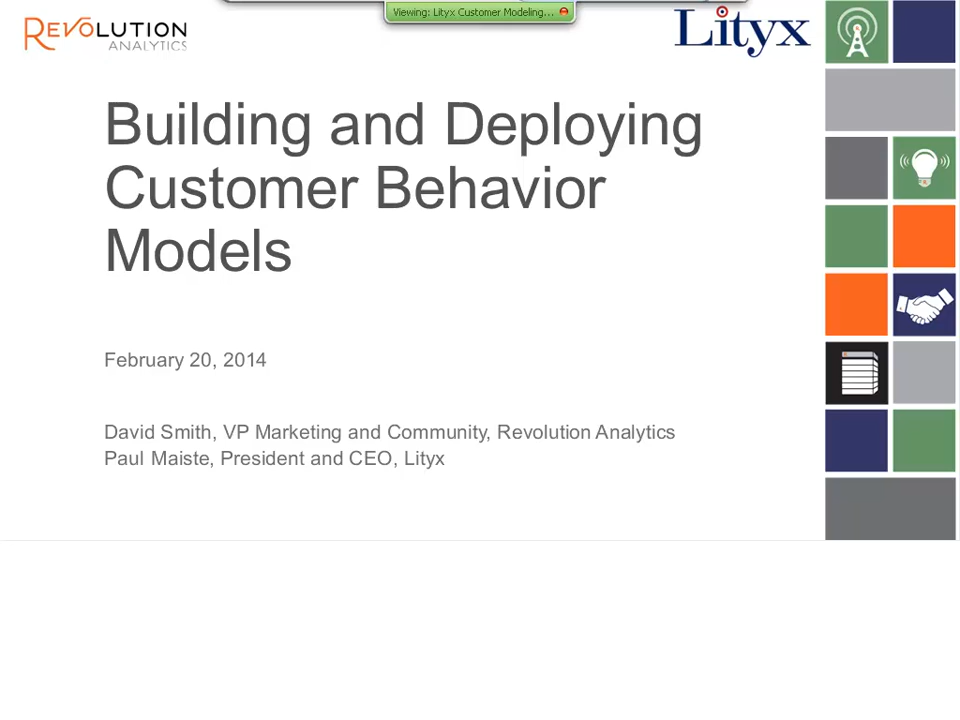 Viewing: Lityx Customer Modeling...
REVOLUTION
ANALYTICS
Lityx
Building and Deploying
Customer Behavior
Models
February 20, 2014
David Smith, VP Marketing and Community, Revolution Analytics
Paul Maiste, President and CEO, Lityx